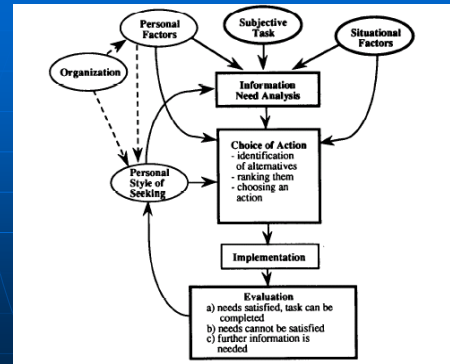 Personal
Factors
Subjective
Task
Situational
Factors
Organization
Information
Need Analysis
Choice of Action
- identification
of alternatives
- ranking them
- choosing an
action
Personal
Style of
Seeking
Implementation
Evaluation
a) needs satisfied, task can be
completed
b) needs cannot be satisfied
c) further information is
needed